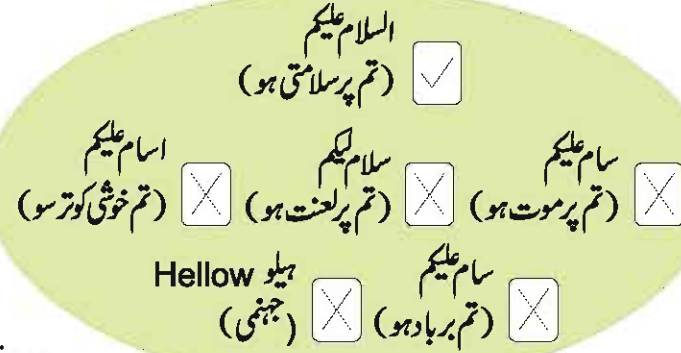 السلام علیکم
(تم پر سلامتی ہو)
سام علیکم
(تم پر موت ہو)
سلام لیکم
(تم پر لعنت ہو)
اسام علیکم
(تم خوشی کو ترسو)
سام علیکم
(تم برباد ہو)
ہیلو Hellow
(جہنمی)